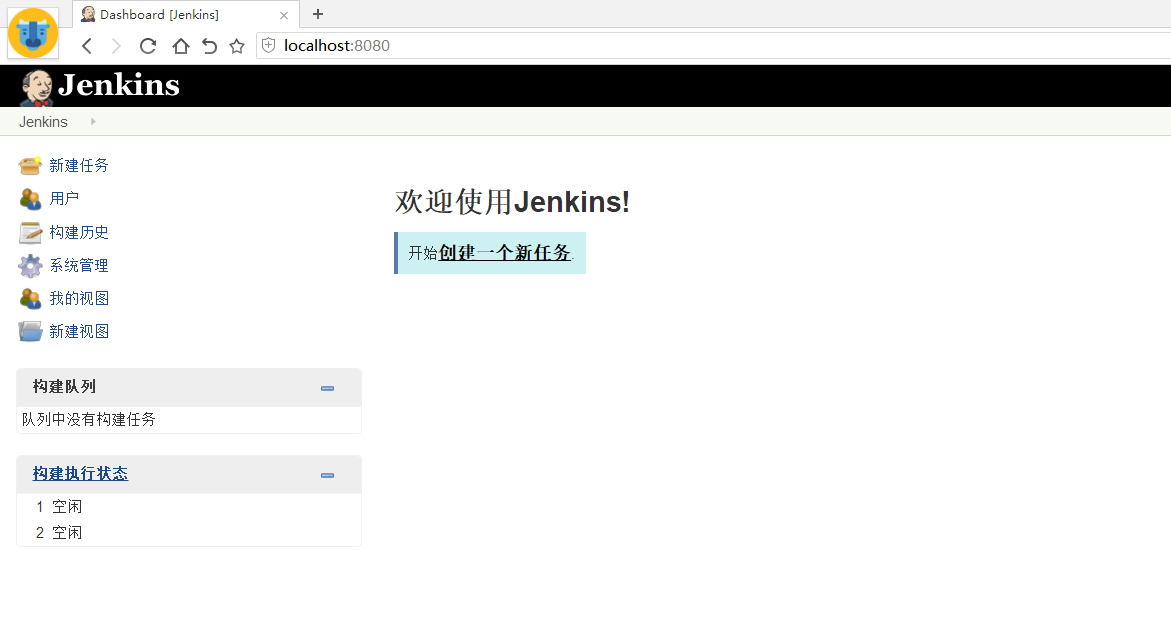 Dashboard [Jenkins]
localhost:8080
Jenkins
Jenkins
新建任务
用户
构建历史
系统管理
我的视图
新建视图
构建队列
队列中没有构建任务
构建执行状态
1 空闲
2 空闲
欢迎使用Jenkins!
开始创建一个新任务.